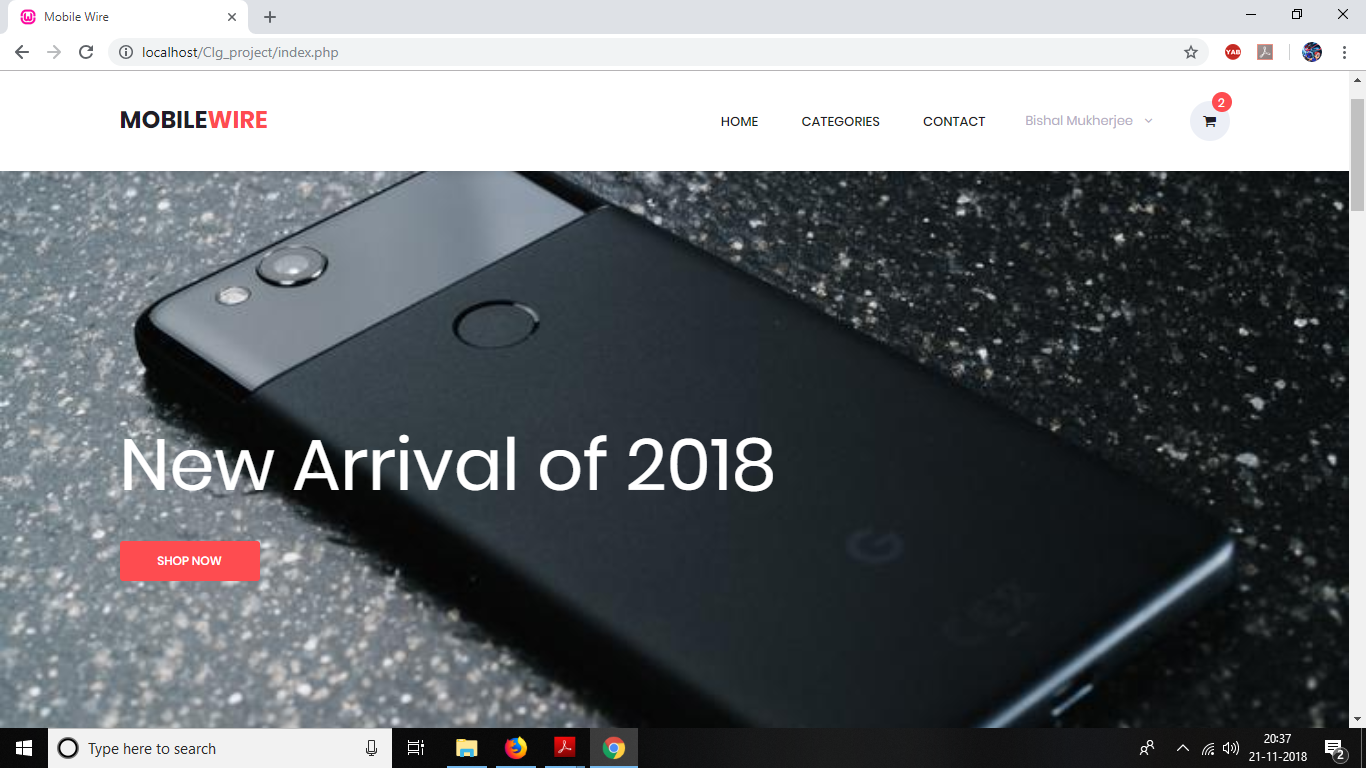 Mobile Wire
localhost/Clg_project/index.php
YAB
MOBILEWIRE
HOME CATEGORIES CONTACT Bishal Mukherjee 2
New Arrival of 2018
SHOP NOW
G
Type here to search
20:37
21-11-2018
2